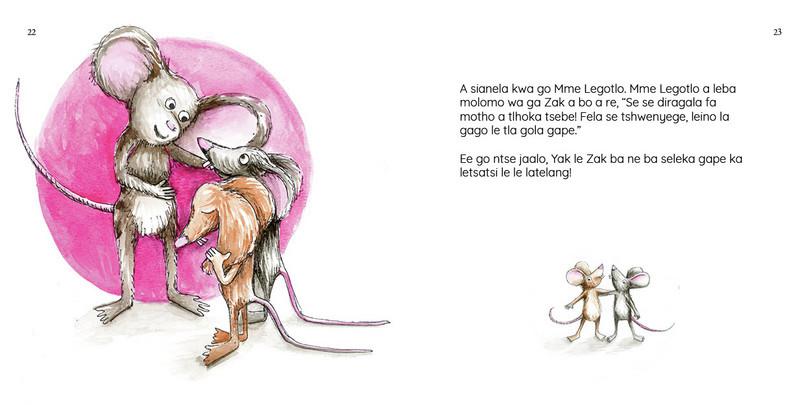 22
23
A sianela kwa go Mme Legotlo. Mme Legotlo a leba
molomo wa ga Zak a bo a re, “Se se diragala fa
motho a tlhoka tsebe! Fela se tshwenyege, leino la
gago le tla gola gape.”
Ee go ntse jaalo, Yak le Zak ba ne ba seleka gape ka
letsatsi le le latelang!